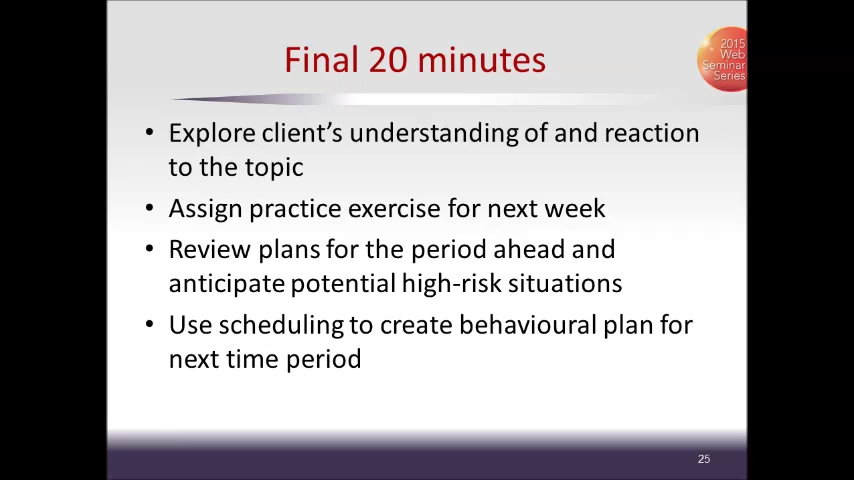 Final 20 minutes
2015
Web
Seminar
Series
• Explore client’s understanding of and reaction
to the topic
• Assign practice exercise for next week
• Review plans for the period ahead and
anticipate potential high-risk situations
• Use scheduling to create behavioural plan for
next time period
25